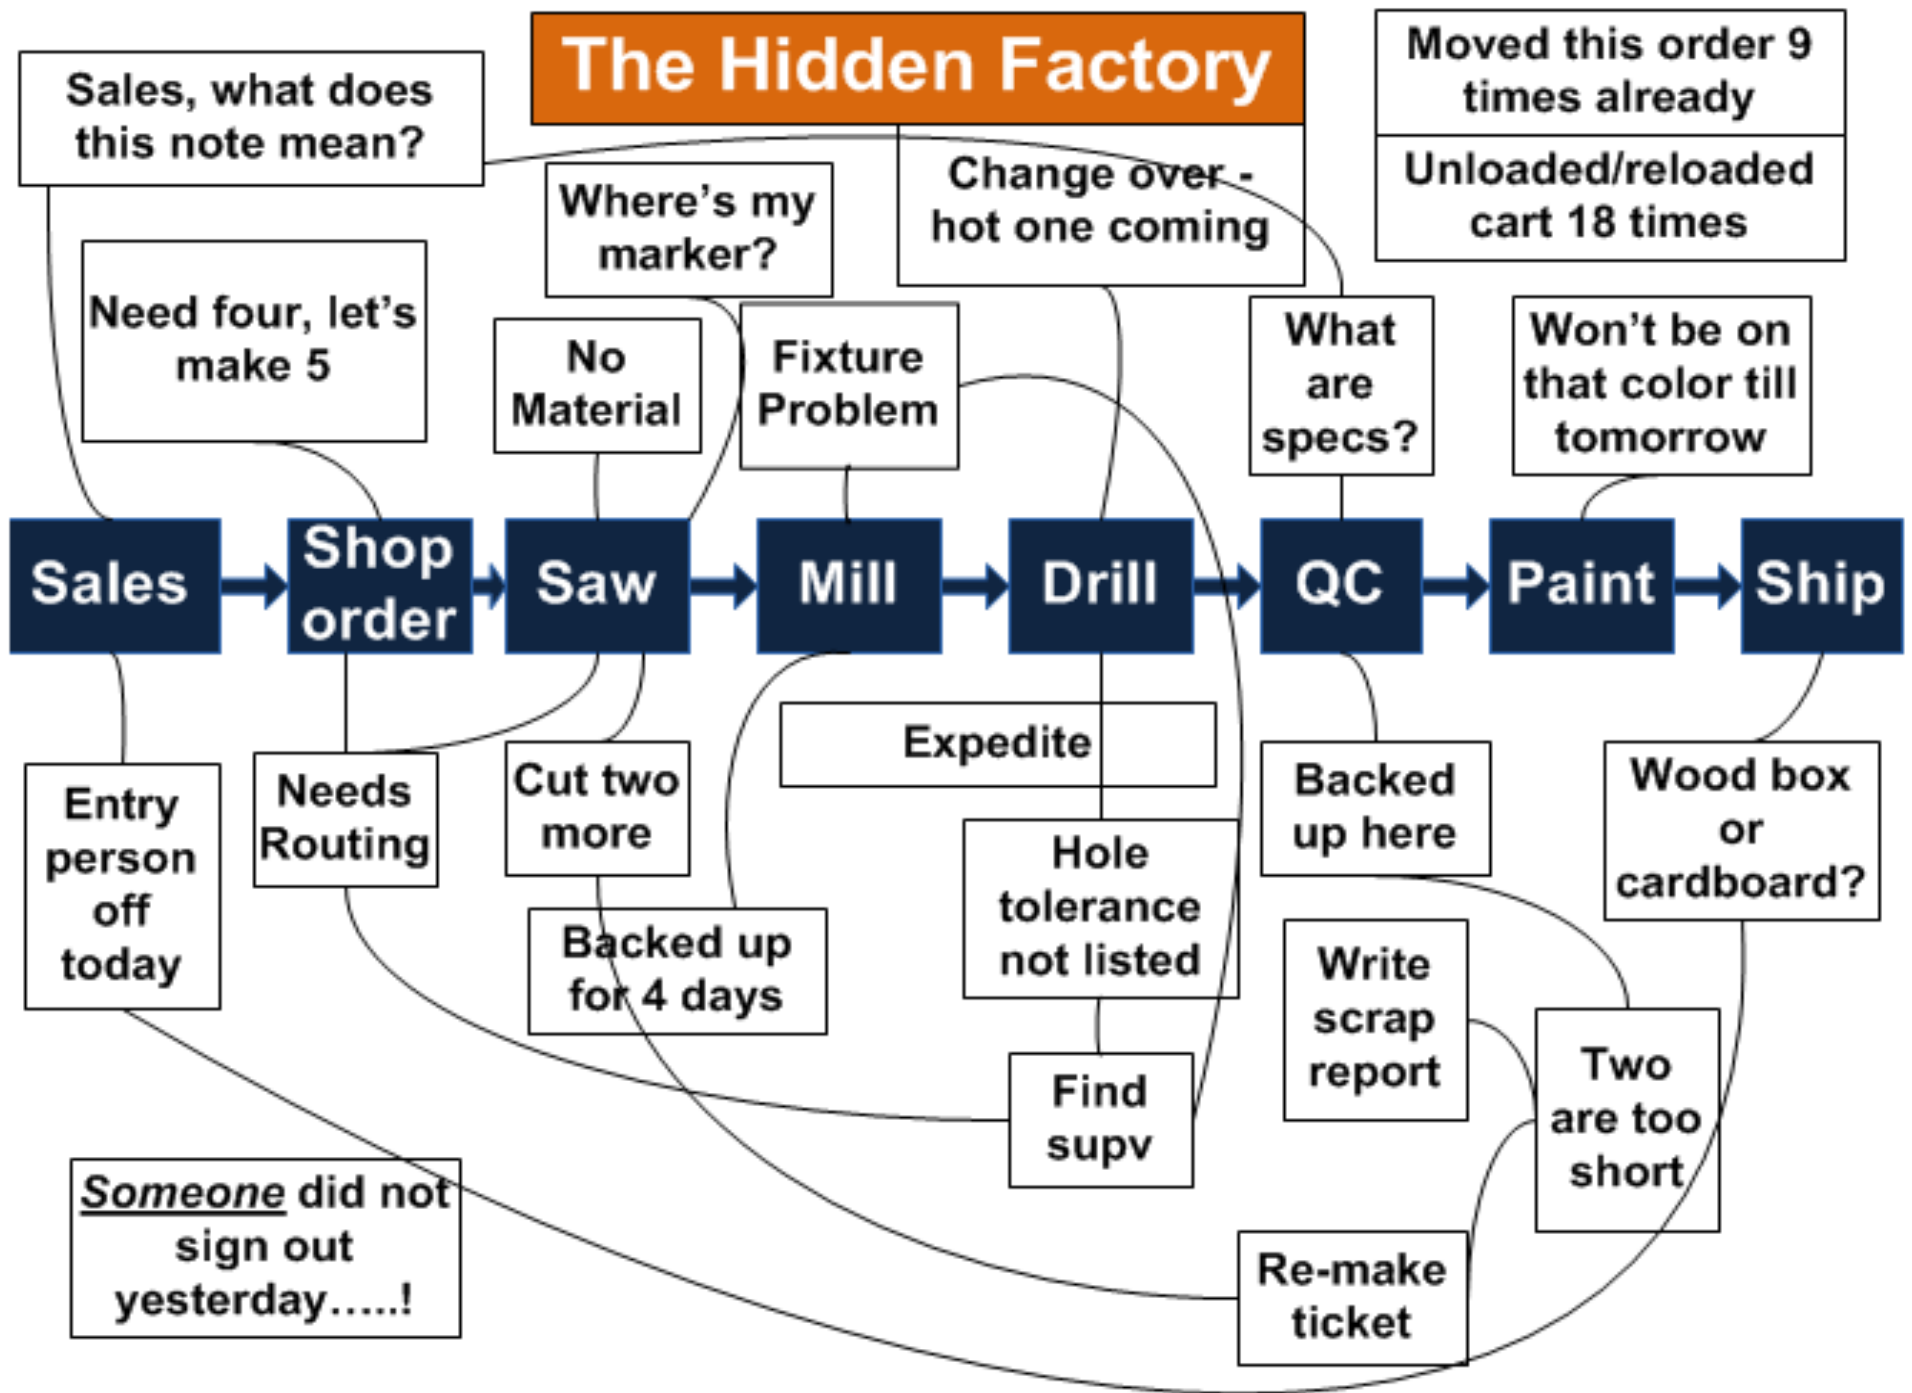 The Hidden Factory
Moved this order 9
times already
Unloaded/reloaded
cart 18 times
Sales, what does
this note mean?
Where's my
marker?
Change over -
hot one coming
Need four, let's
make 5
No
Material
Fixture
Problem
What
are
specs?
Won't be on
that color till
tomorrow
Sales
Shop
order
Saw
Mill
Drill
QC
Paint
Ship
Entry
person
off
today
Needs
Routing
Cut two
more
Backed up
for 4 days
Expedite
Hole
tolerance
not listed
Find
supv
Backed
up here
Write
scrap
report
Two
are too
short
Wood box
or
cardboard?
Re-make
ticket
Someone did not
sign out
yesterday…..!